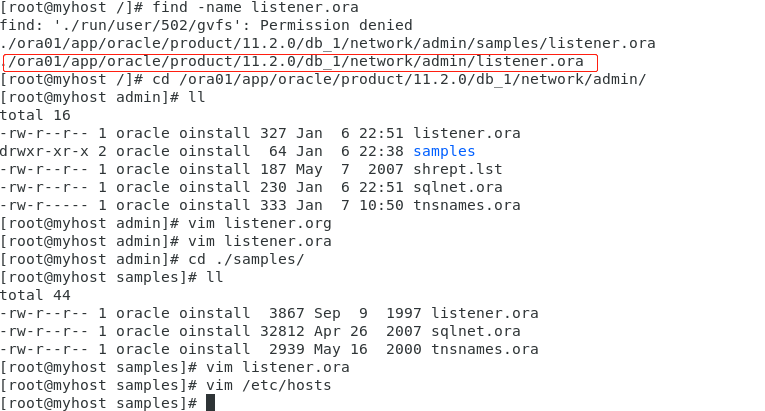 [root@myhost /]# find -name listener.ora
find: './run/user/502/gvfs': Permission denied
./ora01/app/oracle/product/11.2.0/db_1/network/admin/samples/listener.ora
./ora01/app/oracle/product/11.2.0/db_1/network/admin/listener.ora
[root@myhost /]# cd /ora01/app/oracle/product/11.2.0/db_1/network/admin/
[root@myhost admin]# ll
total 16
-rw-r--r-- 1 oracle oinstall 327 Jan  6 22:51 listener.ora
drwxr-xr-x 2 oracle oinstall  64 Jan  6 22:38 samples
-rw-r--r-- 1 oracle oinstall 187 May  7  2007 shrept.lst
-rw-r--r-- 1 oracle oinstall 230 Jan  6 22:51 sqlnet.ora
-rw-r----- 1 oracle oinstall 333 Jan  7 10:50 tnsnames.ora
[root@myhost admin]# vim listener.org
[root@myhost admin]# vim listener.ora
[root@myhost admin]# cd ./samples/
[root@myhost samples]# ll
total 44
-rw-r--r-- 1 oracle oinstall  3867 Sep  9  1997 listener.ora
-rw-r--r-- 1 oracle oinstall 32812 Apr 26  2007 sqlnet.ora
-rw-r--r-- 1 oracle oinstall  2939 May 16  2000 tnsnames.ora
[root@myhost samples]# vim listener.ora
[root@myhost samples]# vim /etc/hosts
[root@myhost samples]#